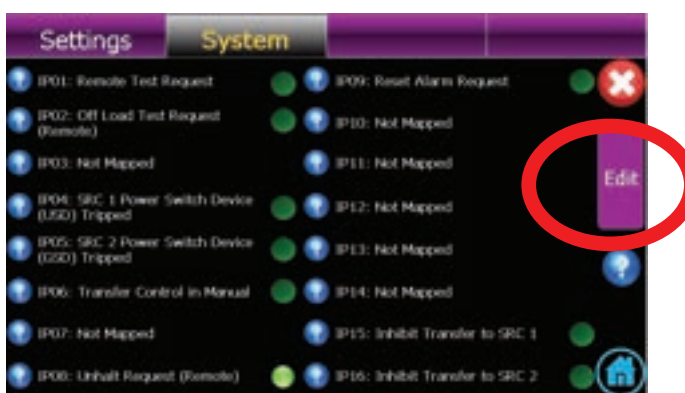 Settings
System
IP01: Remote Test Request
IP02: Off Load Test Request
(Remote)
IP03: Not Mapped
IP04: SRC 1 Power Switch Device
(USD) Tripped
IP05: SRC 2 Power Switch Device
(GSD) Tripped
IP06: Transfer Control in Manual
IP07: Not Mapped
IP08: Unhalt Request (Remote)
IP09: Reset Alarm Request
IP10: Not Mapped
IP11: Not Mapped
IP12: Not Mapped
IP13: Not Mapped
IP14: Not Mapped
IP15: Inhibit Transfer to SRC 1
IP16: Inhibit Transfer to SRC 2
Edit